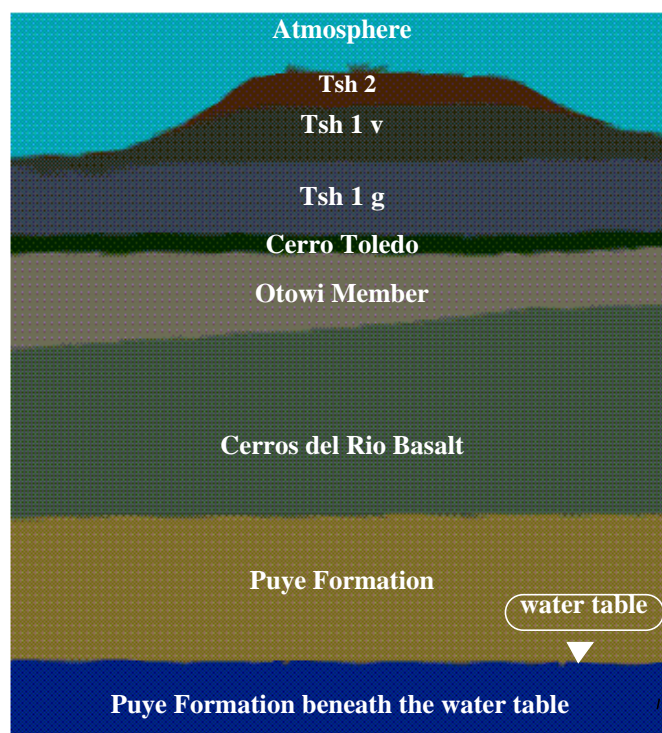 Atmosphere
Tsh 2
Tsh 1 v
Tsh 1 g
Cerro Toledo
Otowi Member
Cerros del Rio Basalt
Puye Formation
water table
Puye Formation beneath the water table